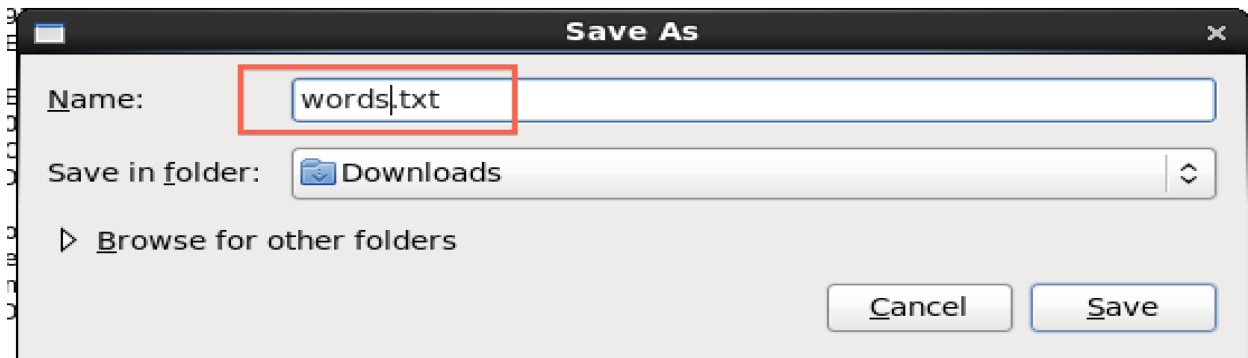 Save As
Name: words.txt
Save in folder: Downloads
Browse for other folders
Cancel Save